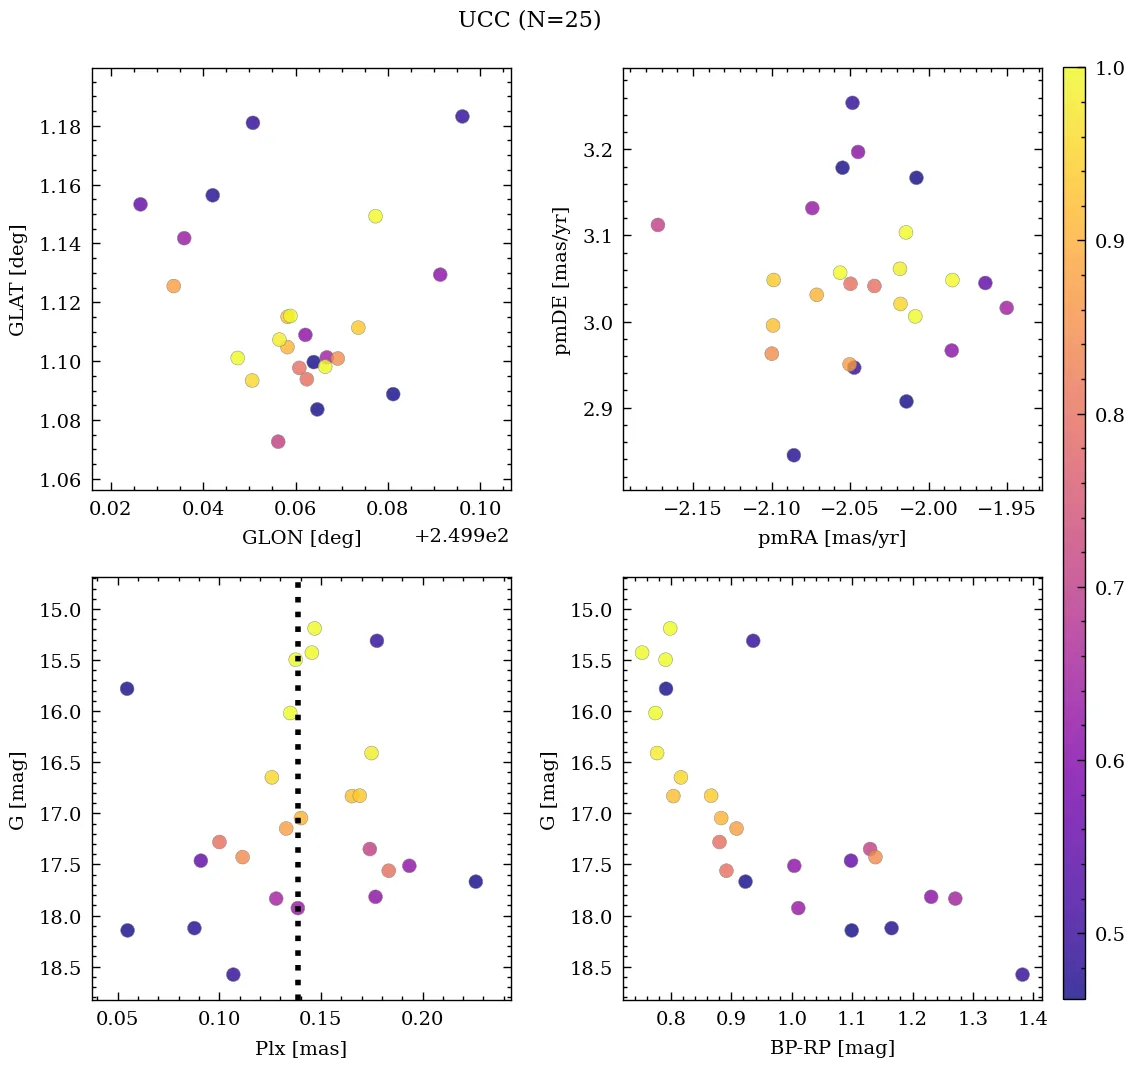 UCC (N=25)
1.18
1.16
1.14
1.12
1.10
1.08
1.06
GLAT [deg]
0.02 0.04 0.06 0.08 0.10
GLON [deg]
+2.499e2
3.2
3.1
3.0
2.9
pmDE [mas/yr]
−2.15 −2.10 −2.05 −2.00 −1.95
pmRA [mas/yr]
1.0
0.9
0.8
0.7
0.6
0.5
15.0
15.5
16.0
16.5
17.0
17.5
18.0
18.5
G [mag]
0.05 0.10 0.15 0.20
Plx [mas]
15.0
15.5
16.0
16.5
17.0
17.5
18.0
18.5
G [mag]
0.8 0.9 1.0 1.1 1.2 1.3 1.4
BP-RP [mag]